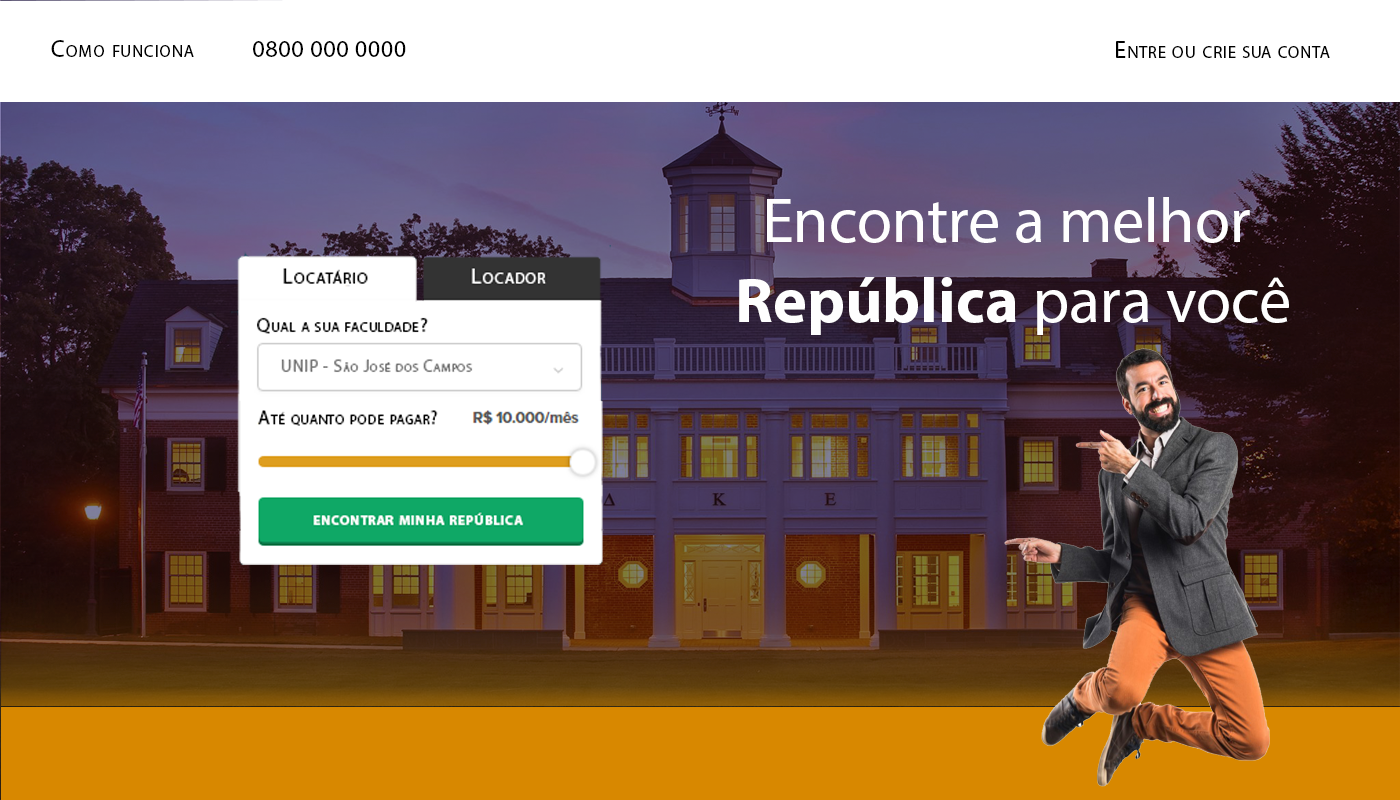 Como funciona
0800 000 0000
Entre ou crie sua conta
Encontre a melhor
República para você
Locatário
Locador
Qual a sua faculdade?
UNIP - São José dos Campos
Até quanto pode pagar?
R$ 10.000/mês
ENCONTRAR MINHA REPÚBLICA
Δ K E